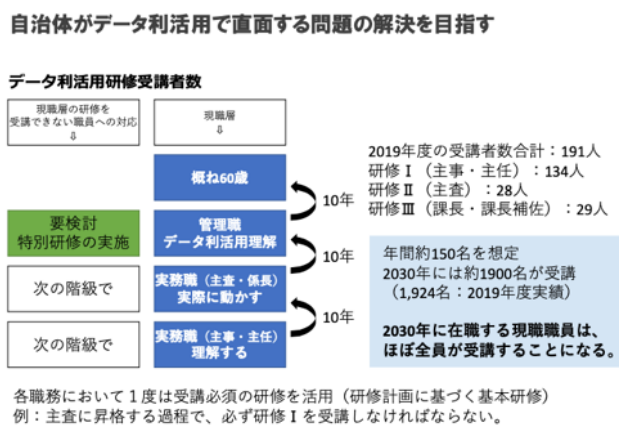 自治体がデータ利活用で直面する問題の解決を目指す
データ利活用研修受講者数
現職層の研修を
受講できない職員への対応
⇩
現職層
⇩
概ね60歳
要検討
特別研修の実施
管理職
データ利活用理解
次の階級で
実務職（主査・係長）
実際に動かす
次の階級で
実務職（主事・主任）
理解する
10年
10年
10年
2019年度の受講者数合計：191人
研修Ⅰ（主事・主任）：134人
研修Ⅱ（主査）：28人
研修Ⅲ（課長・課長補佐）：29人
年間約150名を想定
2030年には約1900名が受講
（1,924名：2019年度実績）
2030年に在職する現職職員は、
ほぼ全員が受講することになる。
各職務において１度は受講必須の研修を活用（研修計画に基づく基本研修）
例：主査に昇格する過程で、必ず研修Ⅰを受講しなければならない。